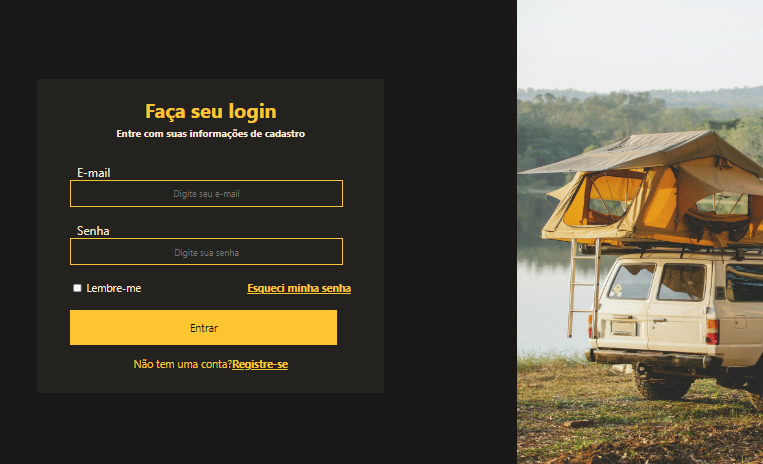 Faça seu login
Entre com suas informações de cadastro
E-mail
Digite seu e-mail
Senha
Digite sua senha
Lembre-me Esqueci minha senha
Entrar
Não tem uma conta?Registre-se